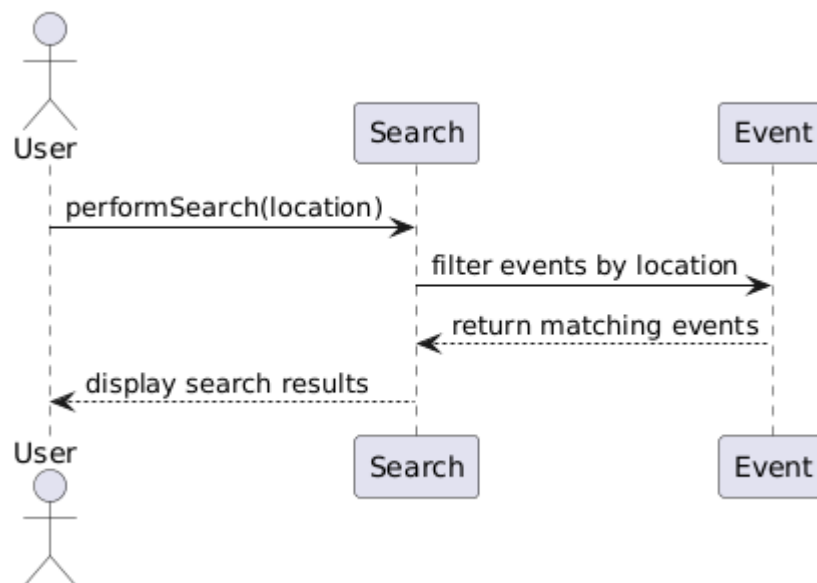 User
Search
Event
performSearch(location)
filter events by location
return matching events
display search results
User
Search
Event